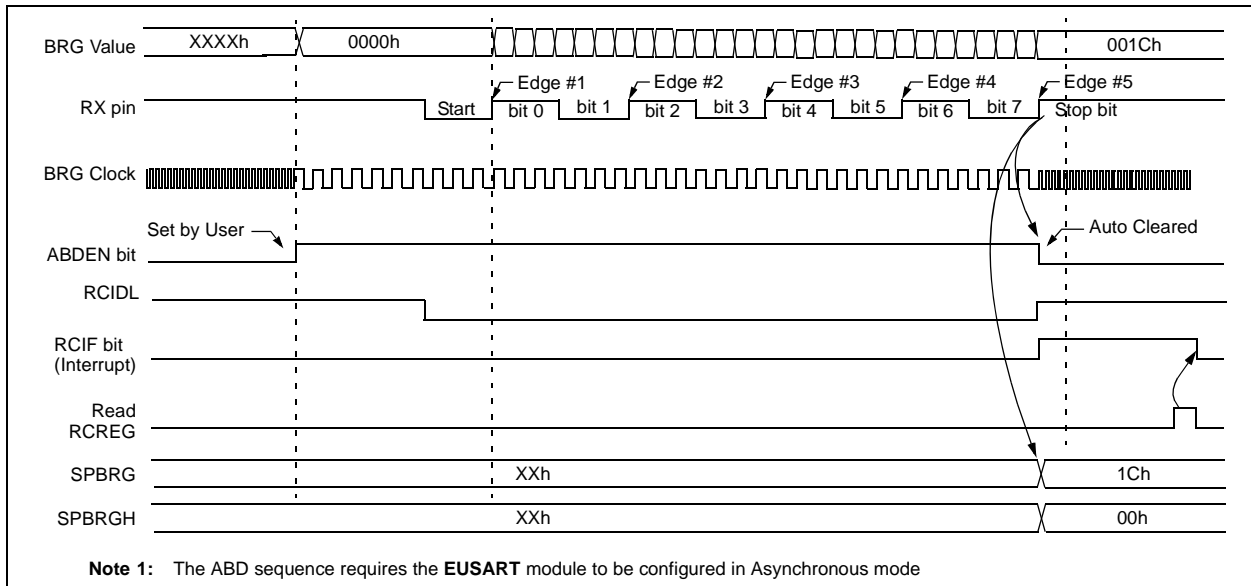 BRG Value XXXXh 0000h 001Ch
Edge #1 Edge #2 Edge #3 Edge #4 Edge #5
RX pin Start bit 0 bit 1 bit 2 bit 3 bit 4 bit 5 bit 6 bit 7 Stop bit
BRG Clock
Set by User Auto Cleared
ABDEN bit
RCIDL
RCIF bit
(Interrupt)
Read
RCREG
SPBRG XXh 1Ch
SPBRGH XXh 00h
Note 1: The ABD sequence requires the EUSART module to be configured in Asynchronous mode